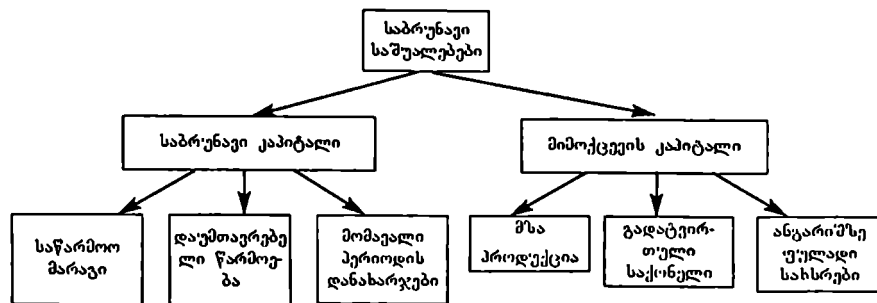 საბრუნავი
საშუალებები
საბრუნავი კაპიტალი
მიმოქცევის კაპიტალი
საწარმოო
მარაგი
დაუმთავრებე
ლი წარმოე-
ბა
მომავალი
პერიოდის
დანახარჯები
მზა
პროდუქცია
გადატვირ-
თული
საქონელი
ანგარიშზე
ფულადი
სახსრები